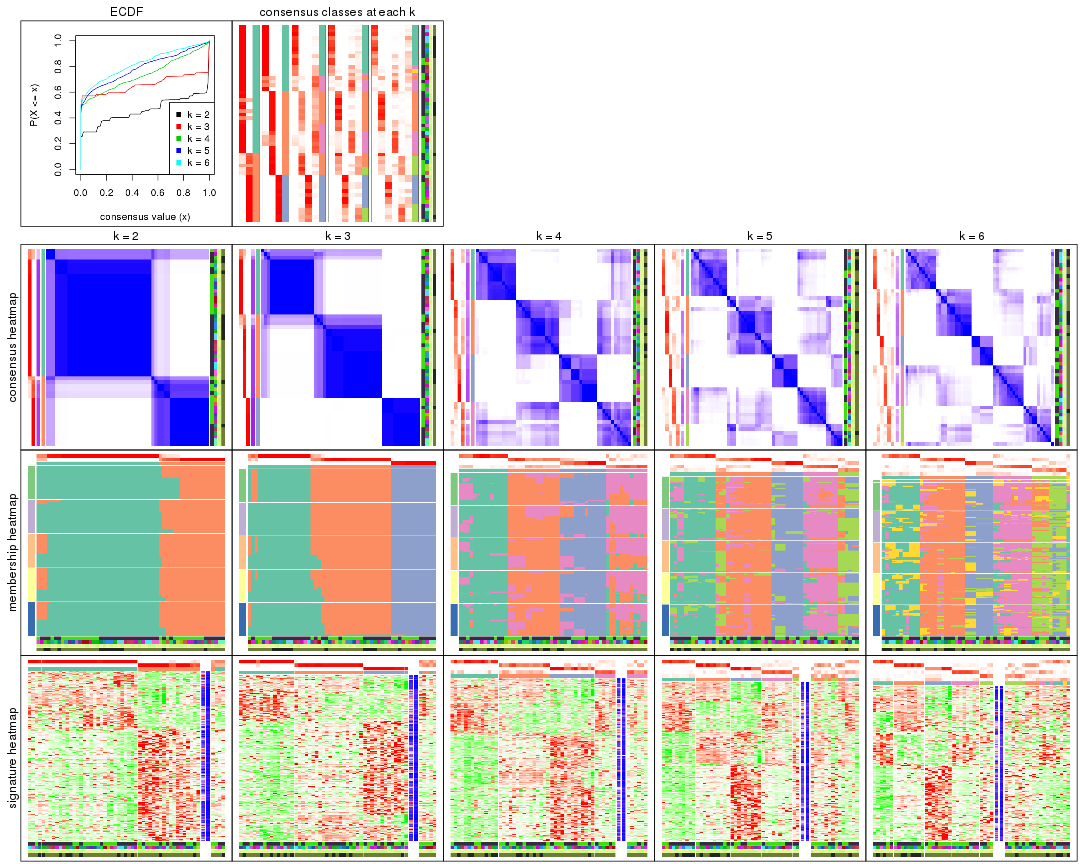 ECDF
consensus classes at each k
P(X <= x)
0.0 0.2 0.4 0.6 0.8 1.0
k = 2
k = 3
k = 4
k = 5
k = 6
0.0 0.2 0.4 0.6 0.8 1.0
consensus value (x)
k = 2 k = 3 k = 4 k = 5 k = 6
consensus heatmap
membership heatmap
signature heatmap